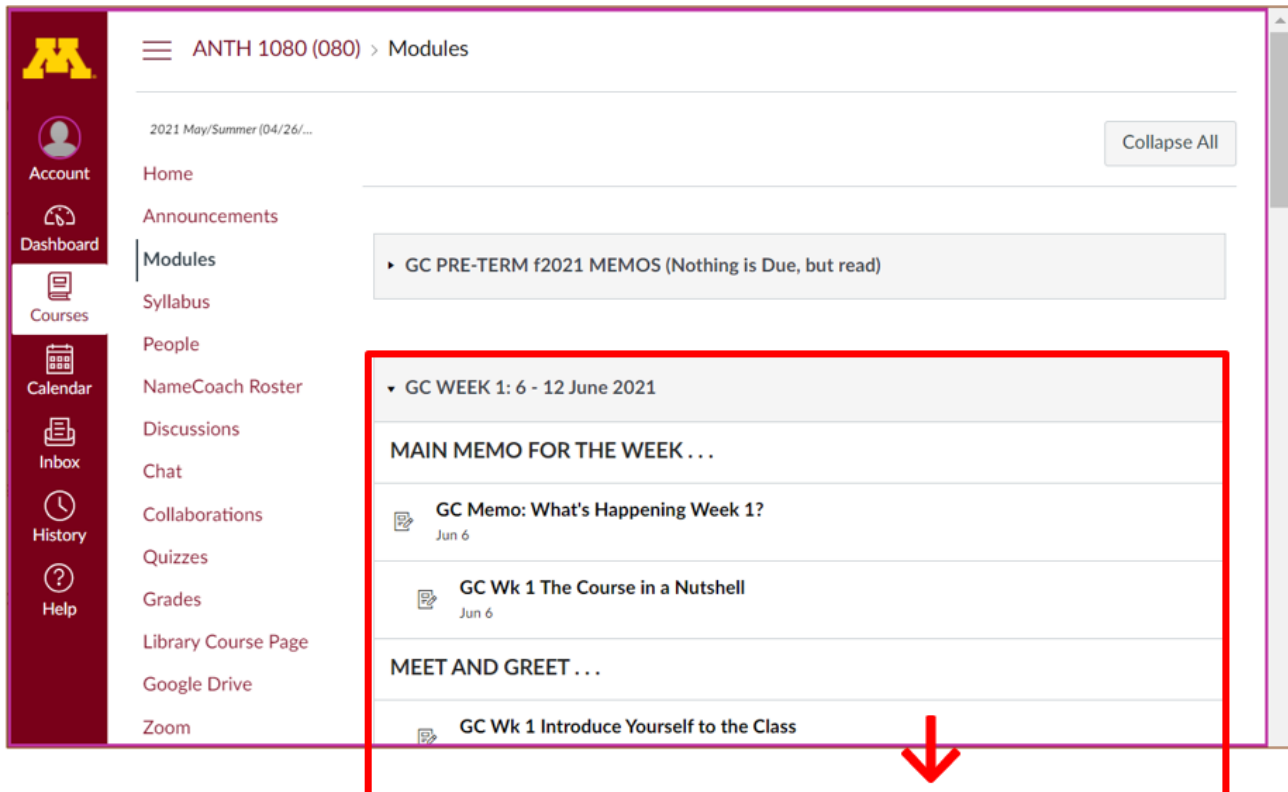 M
ANTH 1080 (080) > Modules
Account
Dashboard
Courses
Calendar
Inbox
History
Help
2021 May/Summer (04/26/...
Home
Announcements
Modules
Syllabus
People
NameCoach Roster
Discussions
Chat
Collaborations
Quizzes
Grades
Library Course Page
Google Drive
Zoom
Collapse All
GC PRE-TERM f2021 MEMOS (Nothing is Due, but read)
GC WEEK 1: 6 - 12 June 2021
MAIN MEMO FOR THE WEEK . . .
GC Memo: What's Happening Week 1?
Jun 6
GC Wk 1 The Course in a Nutshell
Jun 6
MEET AND GREET . . .
GC Wk 1 Introduce Yourself to the Class